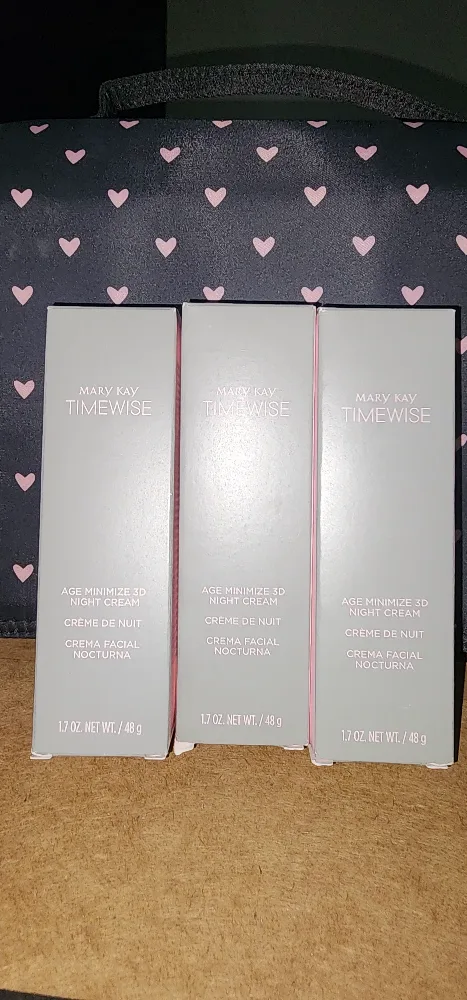 MARY KAY
TIMEWISE
AGE MINIMIZE 3D
NIGHT CREAM
CRÈME DE NUIT
CREMA FACIAL
NOCTURNA
1.7 OZ. NET WT. / 48 g
MARY KAY
TIMEWISE
AGE MINIMIZE 3D
NIGHT CREAM
CRÈME DE NUIT
CREMA FACIAL
NOCTURNA
1.7 OZ. NET WT. / 48 g
MARY KAY
TIMEWISE
AGE MINIMIZE 3D
NIGHT CREAM
CRÈME DE NUIT
CREMA FACIAL
NOCTURNA
1.7 OZ. NET WT. / 48 g